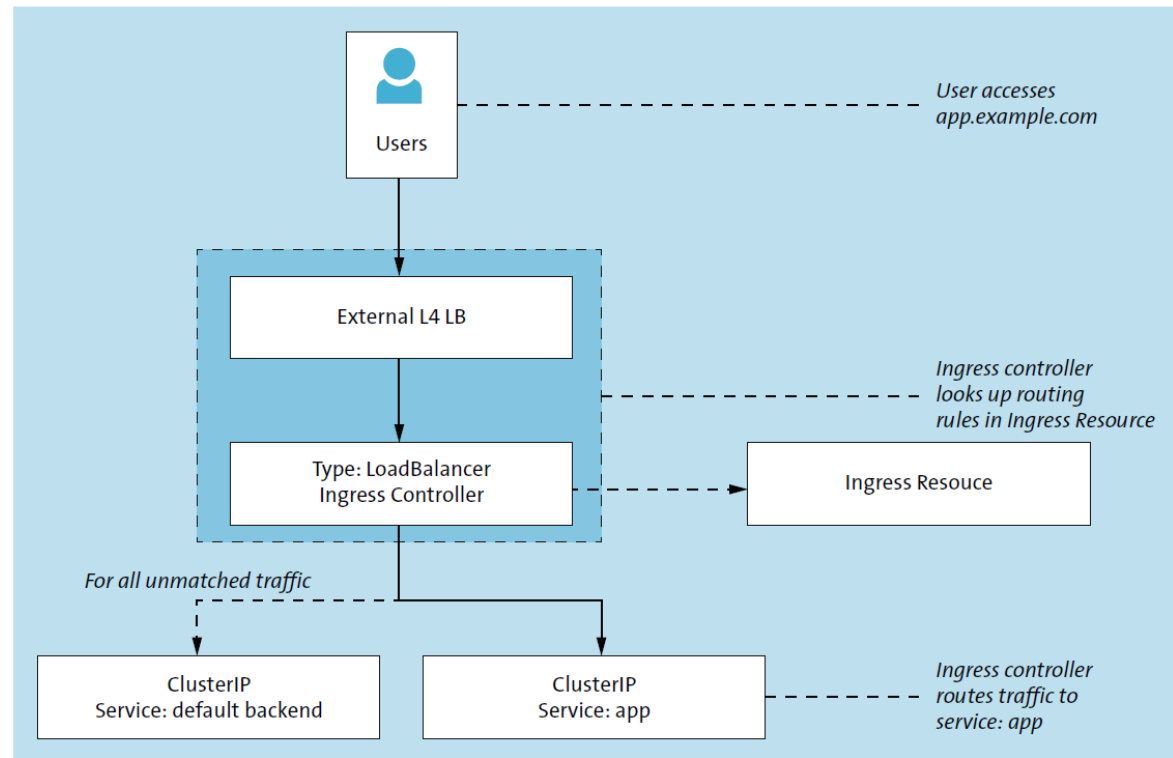 User accesses
app.example.com
Users
External L4 LB
Ingress controller
looks up routing
rules in Ingress Resource
Type: LoadBalancer
Ingress Controller
Ingress Resouce
For all unmatched traffic
ClusterIP
Service: default backend
ClusterIP
Service: app
Ingress controller
routes traffic to
service: app